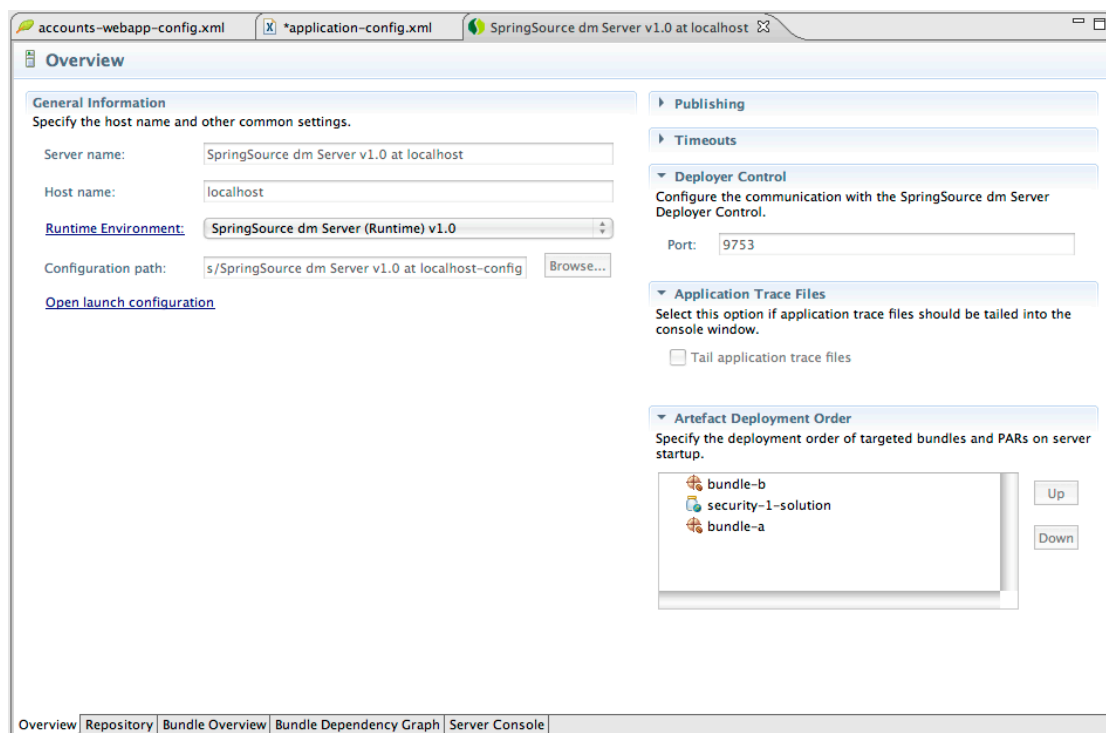 accounts-webapp-config.xml
*application-config.xml
SpringSource dm Server v1.0 at localhost
Overview
General Information
Specify the host name and other common settings.
Server name:
SpringSource dm Server v1.0 at localhost
Host name:
localhost
Runtime Environment:
SpringSource dm Server (Runtime) v1.0
Configuration path:
s/SpringSource dm Server v1.0 at localhost-config
Browse...
Open launch configuration
Publishing
Timeouts
Deployer Control
Configure the communication with the SpringSource dm Server
Deployer Control.
Port:
9753
Application Trace Files
Select this option if application trace files should be tailed into the
console window.
Tail application trace files
Artefact Deployment Order
Specify the deployment order of targeted bundles and PARs on server
startup.
bundle-b
security-1-solution
bundle-a
Up
Down
Overview
Repository
Bundle Overview
Bundle Dependency Graph
Server Console